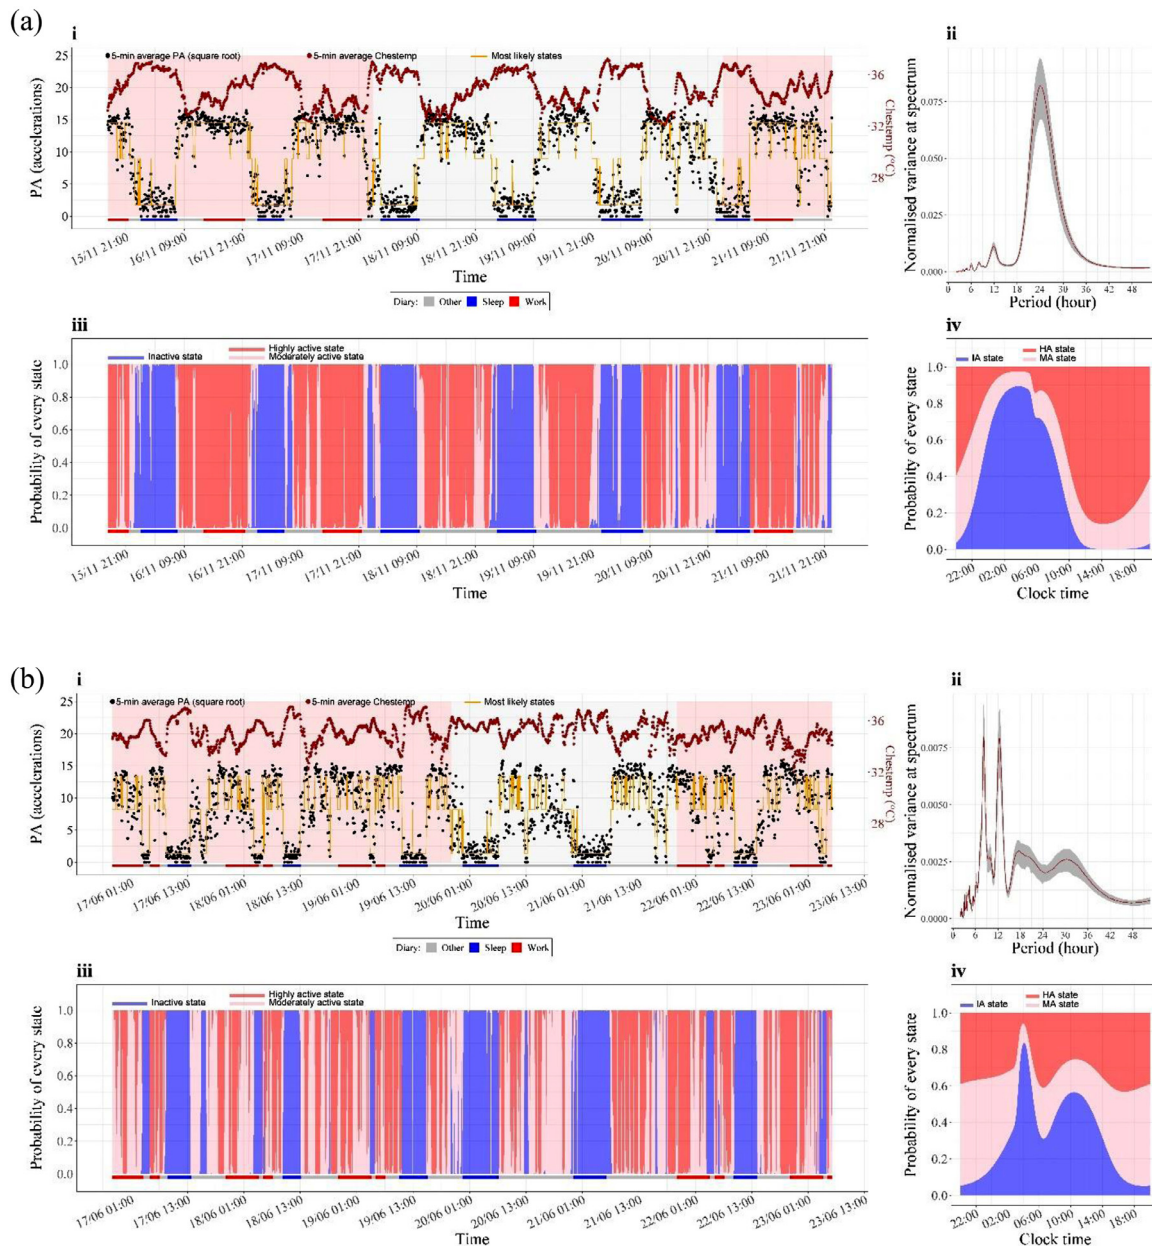 (a)
i
5-min average PA (square root) 5-min average Chestemp Most likely states
25
20
15
10
5
0
PA (accelerations)
36
32
28
Chestemp (°C)
15/11 21:00 16/11 09:00 16/11 21:00 17/11 09:00 17/11 21:00 18/11 09:00 18/11 21:00 19/11 09:00 19/11 21:00 20/11 09:00 20/11 21:00 21/11 09:00 21/11 21:00
Time
Diary: Other Sleep Work
ii
Normalised variance at spectrum
0.075
0.050
0.025
0.000
0 6 12 18 24 30 36 42 48
Period (hour)
iii
Highly active state
Inactive state Moderately active state
Probability of every state
1.0
0.8
0.6
0.4
0.2
0.0
15/11 21:00 16/11 09:00 16/11 21:00 17/11 09:00 17/11 21:00 18/11 09:00 18/11 21:00 19/11 09:00 19/11 21:00 20/11 09:00 20/11 21:00 21/11 09:00 21/11 21:00
Time
iv
HA state
IA state MA state
Probability of every state
1.0
0.8
0.6
0.4
0.2
0.0
22:00 02:00 06:00 10:00 14:00 18:00
Clock time
(b)
i
5-min average PA (square root) 5-min average Chestemp Most likely states
25
20
15
10
5
0
PA (accelerations)
36
32
28
Chestemp (°C)
17/06 01:00 17/06 13:00 18/06 01:00 18/06 13:00 19/06 01:00 19/06 13:00 20/06 01:00 20/06 13:00 21/06 01:00 21/06 13:00 22/06 01:00 22/06 13:00 23/06 01:00 23/06 13:00
Time
Diary: Other Sleep Work
ii
Normalised variance at spectrum
0.0075
0.0050
0.0025
0.0000
0 6 12 18 24 30 36 42 48
Period (hour)
iii
Highly active state
Inactive state Moderately active state
Probability of every state
1.0
0.8
0.6
0.4
0.2
0.0
17/06 01:00 17/06 13:00 18/06 01:00 18/06 13:00 19/06 01:00 19/06 13:00 20/06 01:00 20/06 13:00 21/06 01:00 21/06 13:00 22/06 01:00 22/06 13:00 23/06 01:00 23/06 13:00
Time
iv
HA state
IA state MA state
Probability of every state
1.0
0.8
0.6
0.4
0.2
0.0
22:00 02:00 06:00 10:00 14:00 18:00
Clock time